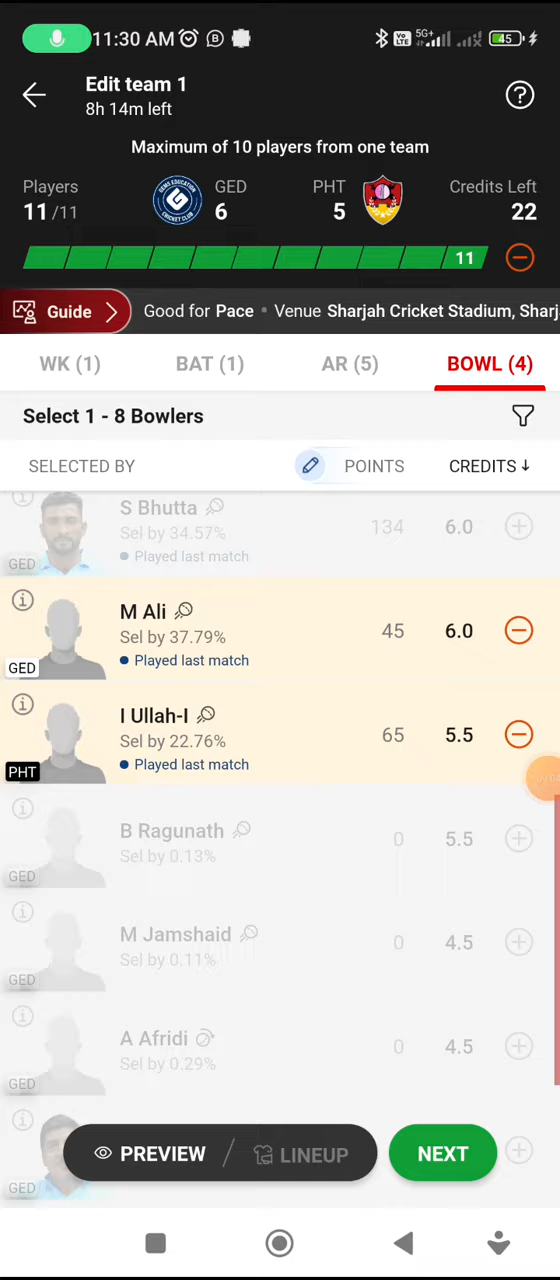 11:30 AM
5G+
Vo LTE
45
Edit team 1
8h 14m left
Maximum of 10 players from one team
Players
11/11
GED
6
PHT
5
Credits Left
22
11
Guide
Good for Pace • Venue Sharjah Cricket Stadium, Sharj
WK (1)
BAT (1)
AR (5)
BOWL (4)
Select 1 - 8 Bowlers
SELECTED BY
POINTS
CREDITS↓
S Bhutta
Sel by 34.57%
134
6.0
Played last match
GED
M Ali
Sel by 37.79%
45
6.0
Played last match
GED
I Ullah-I
Sel by 22.76%
65
5.5
Played last match
PHT
B Ragunath
Sel by 0.13%
0
5.5
GED
M Jamshaid
Sel by 0.11%
0
4.5
GED
A Afridi
Sel by 0.29%
0
4.5
GED
PREVIEW / LINEUP
NEXT
GED